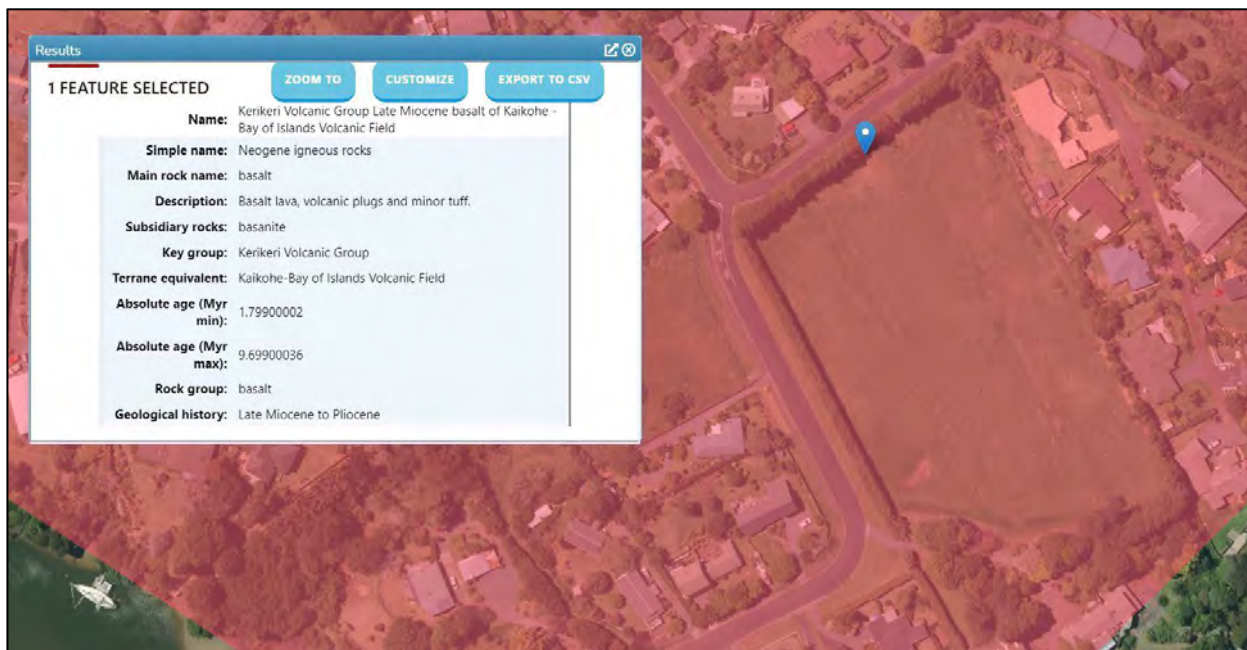 Results
1 FEATURE SELECTED
ZOOM TO
CUSTOMIZE
EXPORT TO CSV
Name: Kerikeri Volcanic Group Late Miocene basalt of Kaikohe -
Bay of Islands Volcanic Field
Simple name: Neogene igneous rocks
Main rock name: basalt
Description: Basalt lava, volcanic plugs and minor tuff.
Subsidiary rocks: basanite
Key group: Kerikeri Volcanic Group
Terrane equivalent: Kaikohe-Bay of Islands Volcanic Field
Absolute age (Myr
min): 1.79900002
Absolute age (Myr
max): 9.69900036
Rock group: basalt
Geological history: Late Miocene to Pliocene